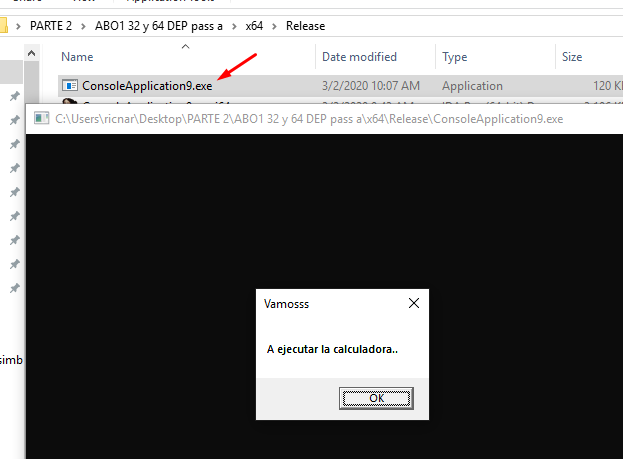 PARTE 2 > ABO1 32 y 64 DEP pass a > x64 > Release
Name Date modified Type Size
ConsoleApplication9.exe 3/2/2020 10:07 AM Application 120 K
C:\Users\ricnar\Desktop\PARTE 2\ABO1 32 y 64 DEP pass a\x64\Release\ConsoleApplication9.exe
Vamosss
A ejecutar la calculadora..
OK
simb